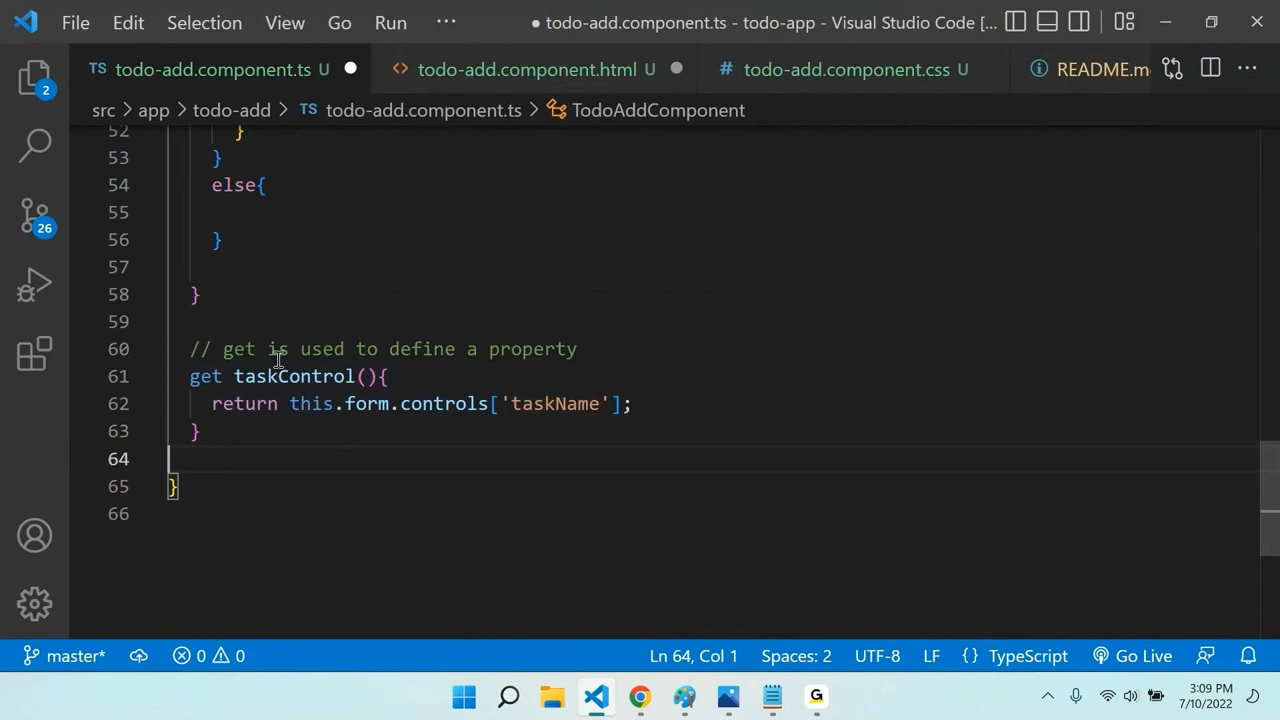 File Edit Selection View Go Run ··· ● todo-add.component.ts - todo-app - Visual Studio Code [...
TS todo-add.component.ts U ● <> todo-add.component.html U ● # todo-add.component.css U README.m ···
src > app > todo-add > TS todo-add.component.ts > TodoAddComponent
52 }
53 }
54 else{
55
56 }
57
58 }
59
60 // get is used to define a property
61 get taskControl(){
62 return this.form.controls['taskName'];
63 }
64
65 }
66
2
26
master* 0 0 Ln 64, Col 1 Spaces: 2 UTF-8 LF {} TypeScript Go Live
G 3:09 PM
7/10/2022